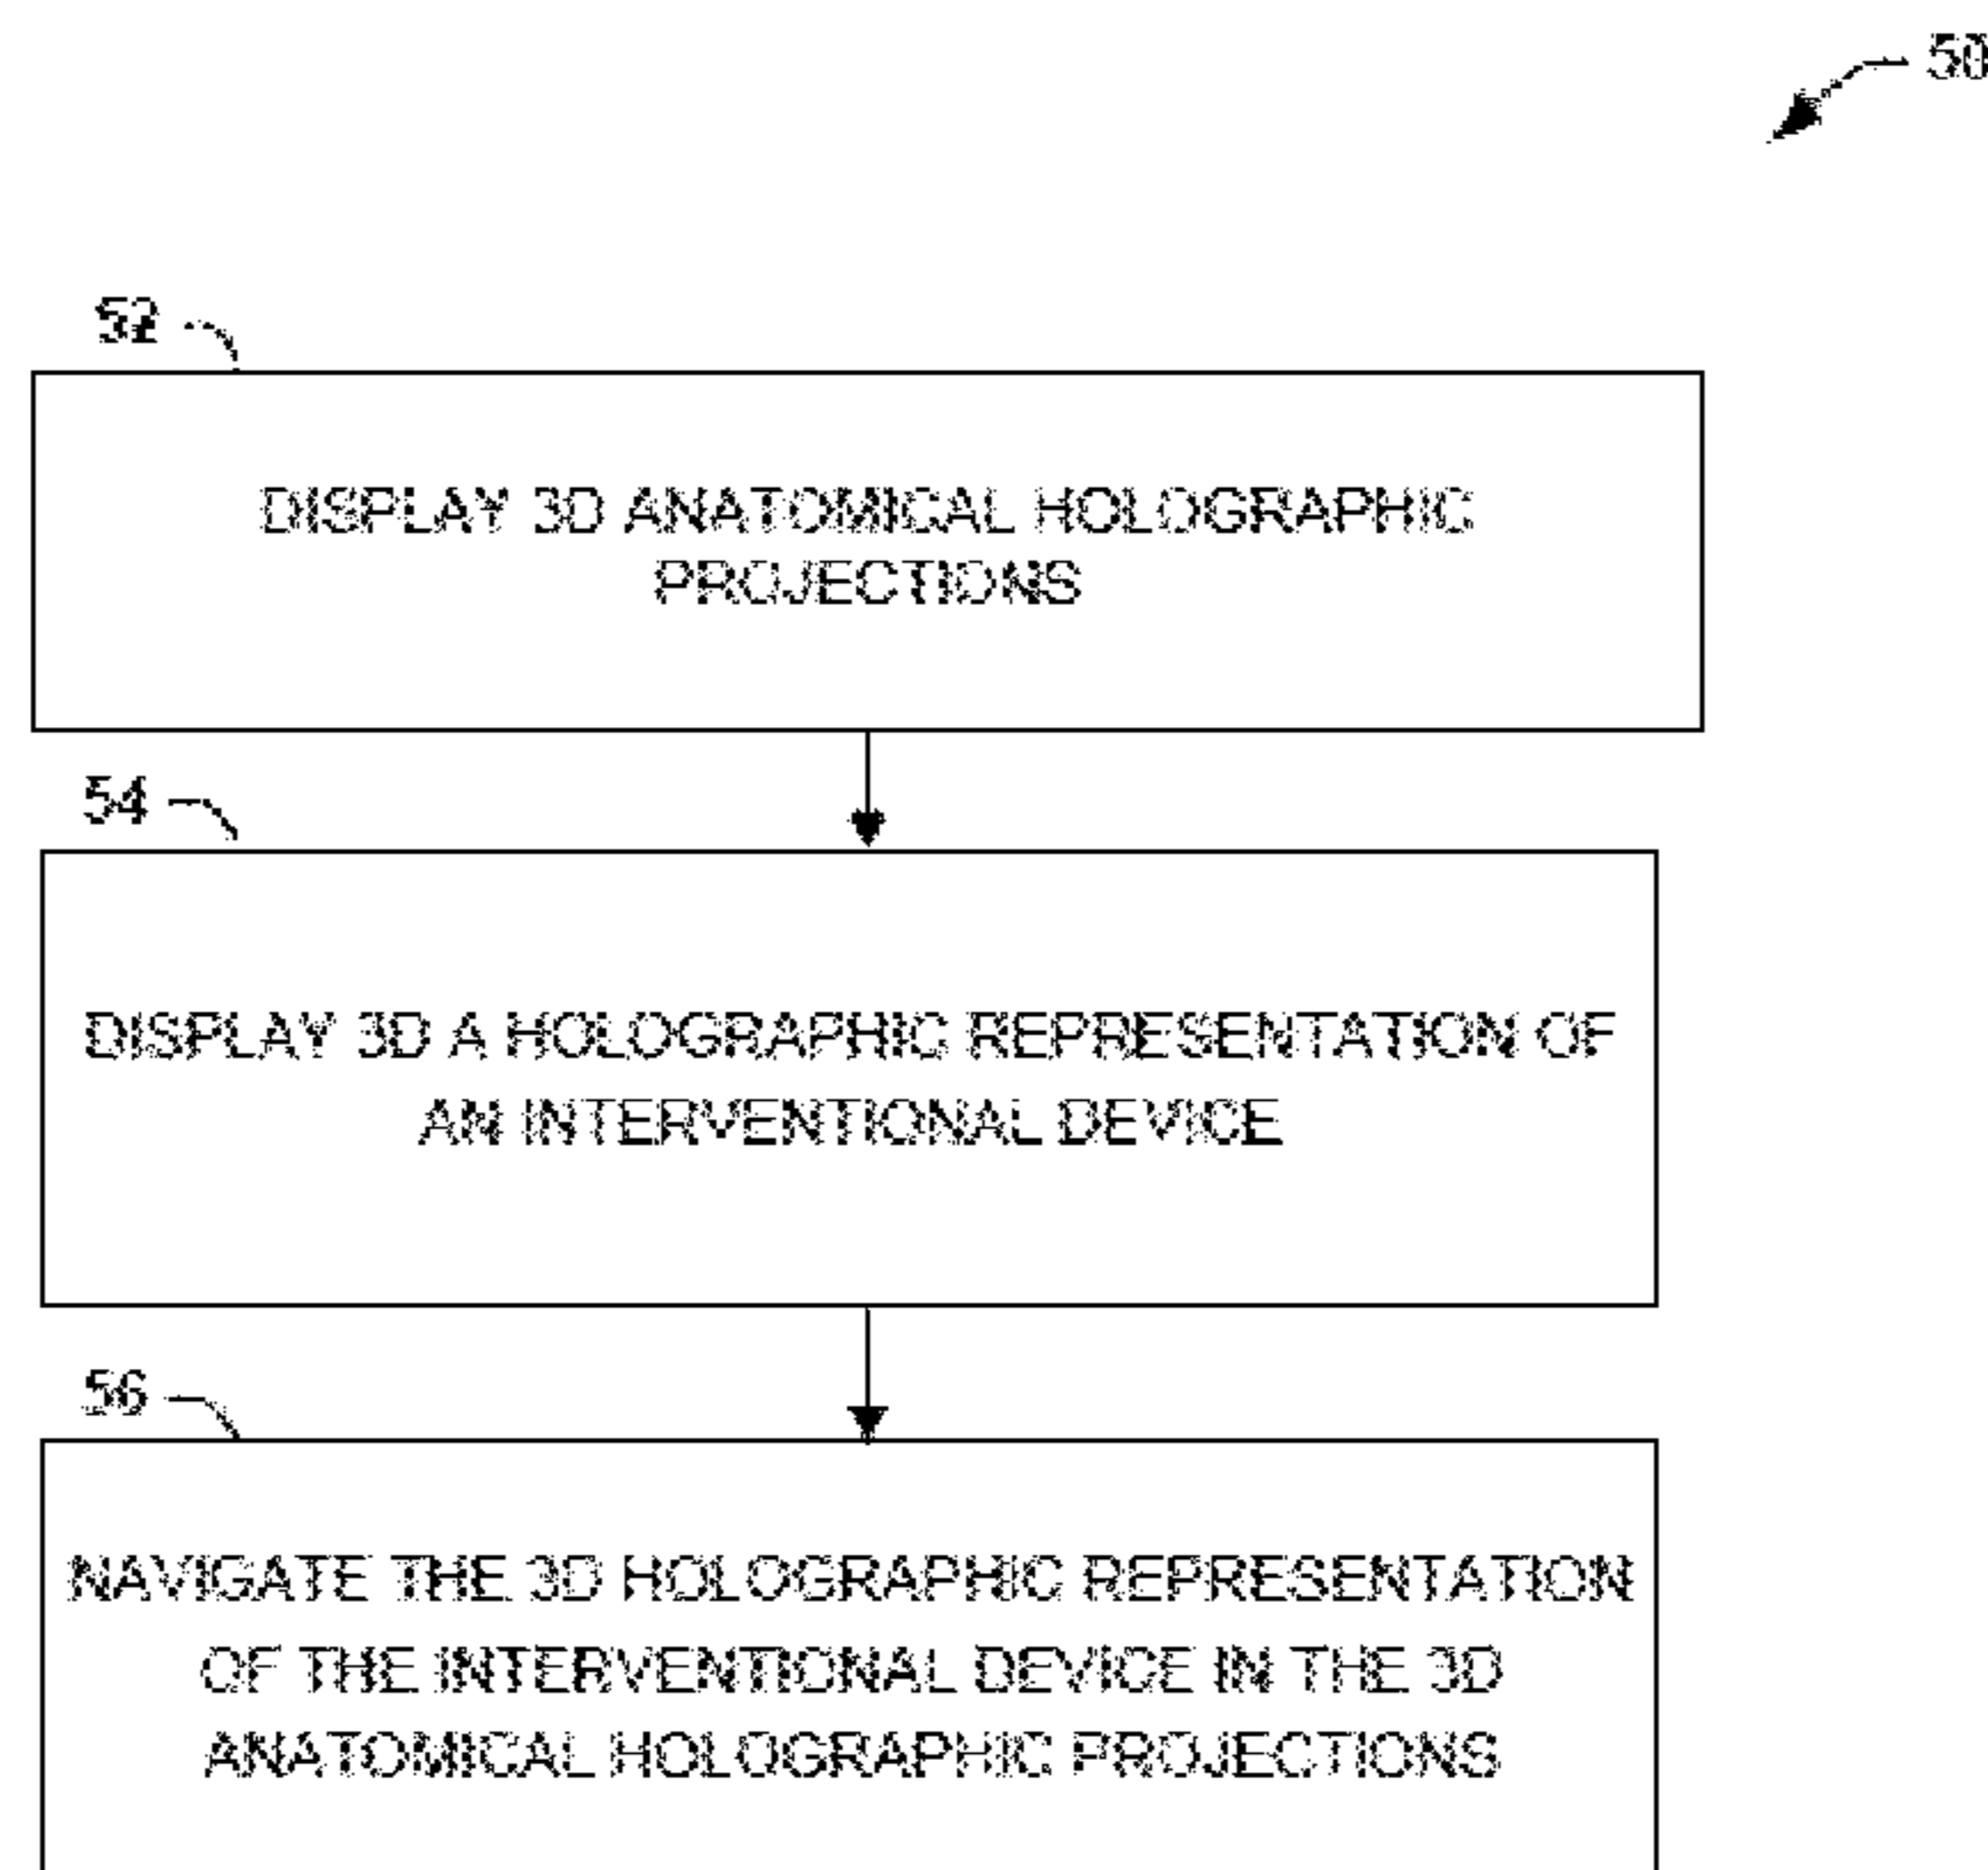 50
52
DISPLAY 3D ANATOMICAL HOLOGRAPHIC
PROJECTIONS
54
DISPLAY 3D A HOLOGRAPHIC REPRESENTATION OF
AN INTERVENTIONAL DEVICE
56
NAVIGATE THE 3D HOLOGRAPHIC REPRESENTATION
OF THE INTERVENTIONAL DEVICE IN THE 3D
ANATOMICAL HOLOGRAPHIC PROJECTIONS